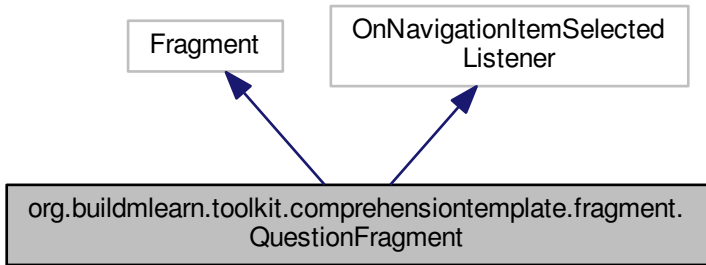 Fragment
OnNavigationItemSelected
Listener
org.buildmlearn.toolkit.comprehensiontemplate.fragment.
QuestionFragment